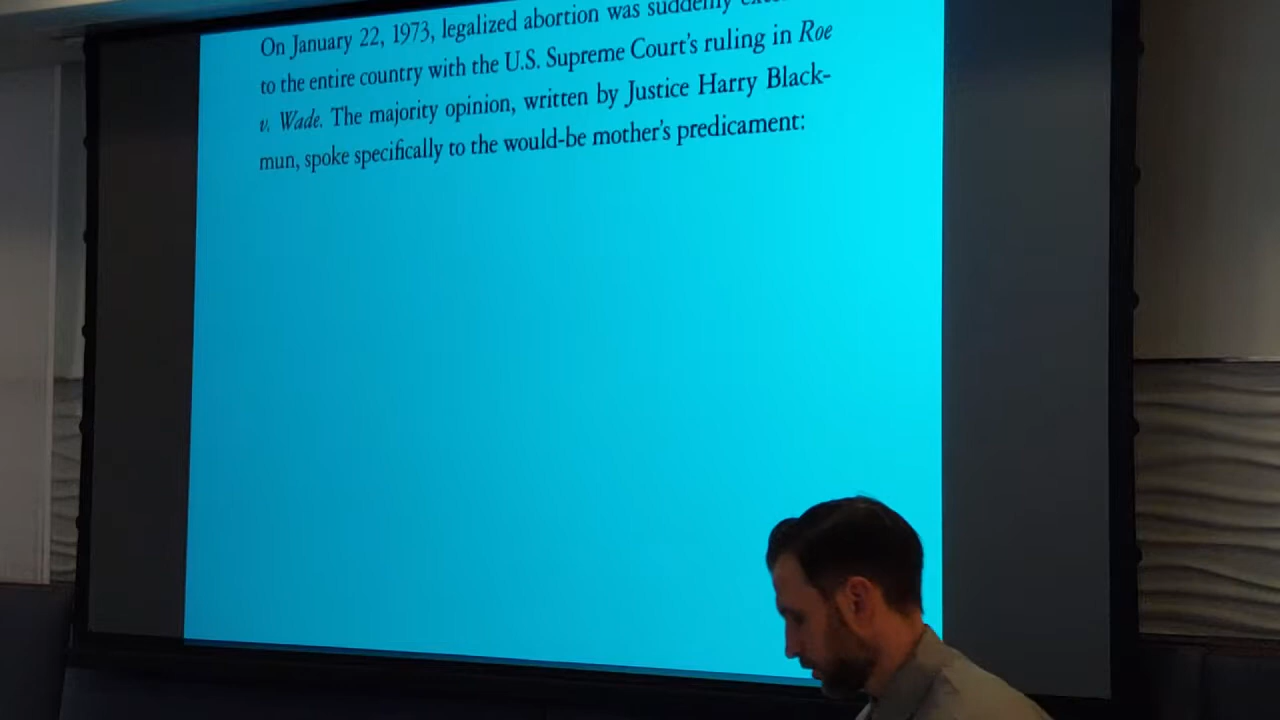 On January 22, 1973, legalized abortion was suddenly
to the entire country with the U.S. Supreme Court's ruling in Roe
v. Wade. The majority opinion, written by Justice Harry Black-
mun, spoke specifically to the would-be mother's predicament: